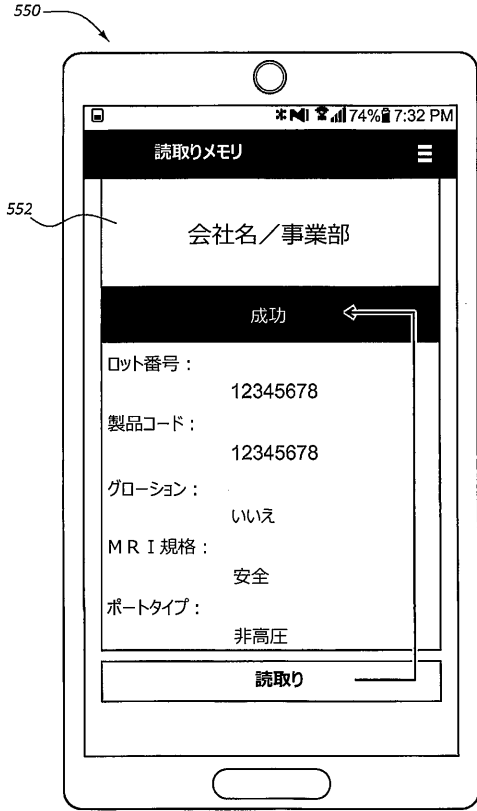 550
74% 7:32 PM
読取りメモリ
552
会社名／事業部
成功
ロット番号：
12345678
製品コード：
12345678
グローション：
いいえ
ＭＲＩ規格：
安全
ポートタイプ：
非高圧
読取り